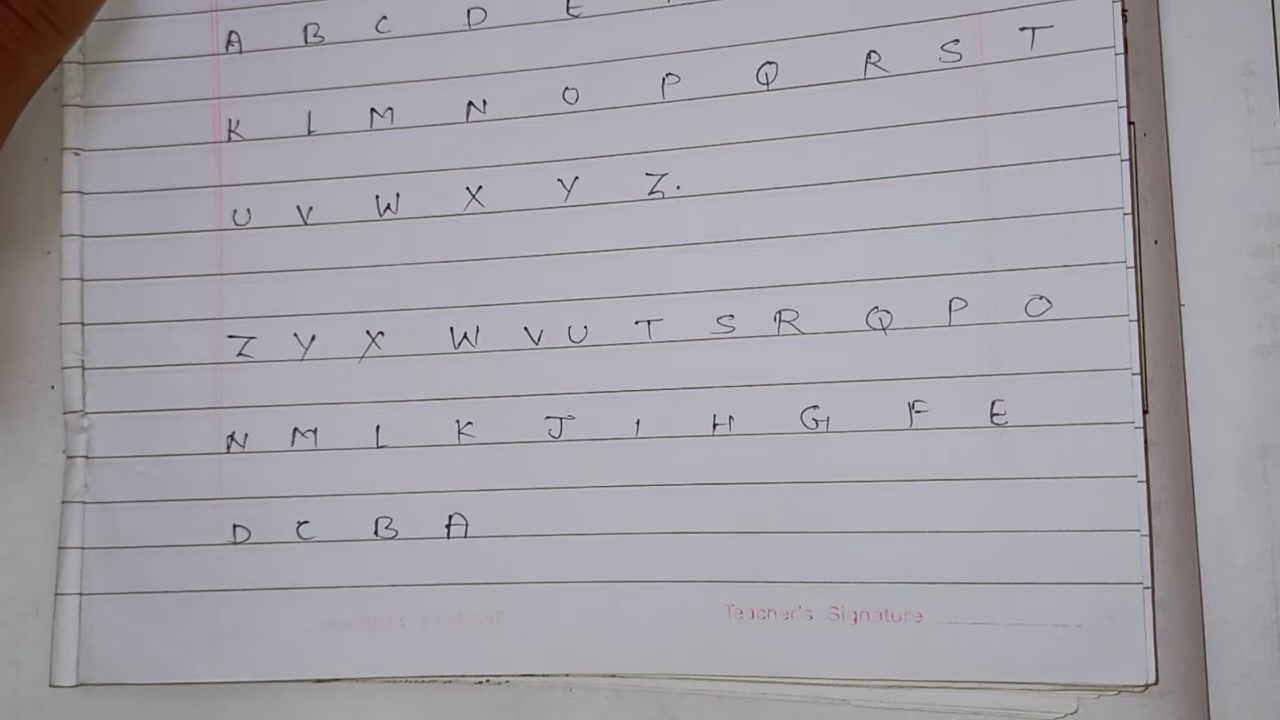 A B C D E
K L M N O P Q R S T
U V W X Y Z.
Z Y X W V U T S R Q P O
N M L K J I H G F E
D C B A
Teacher's Signature